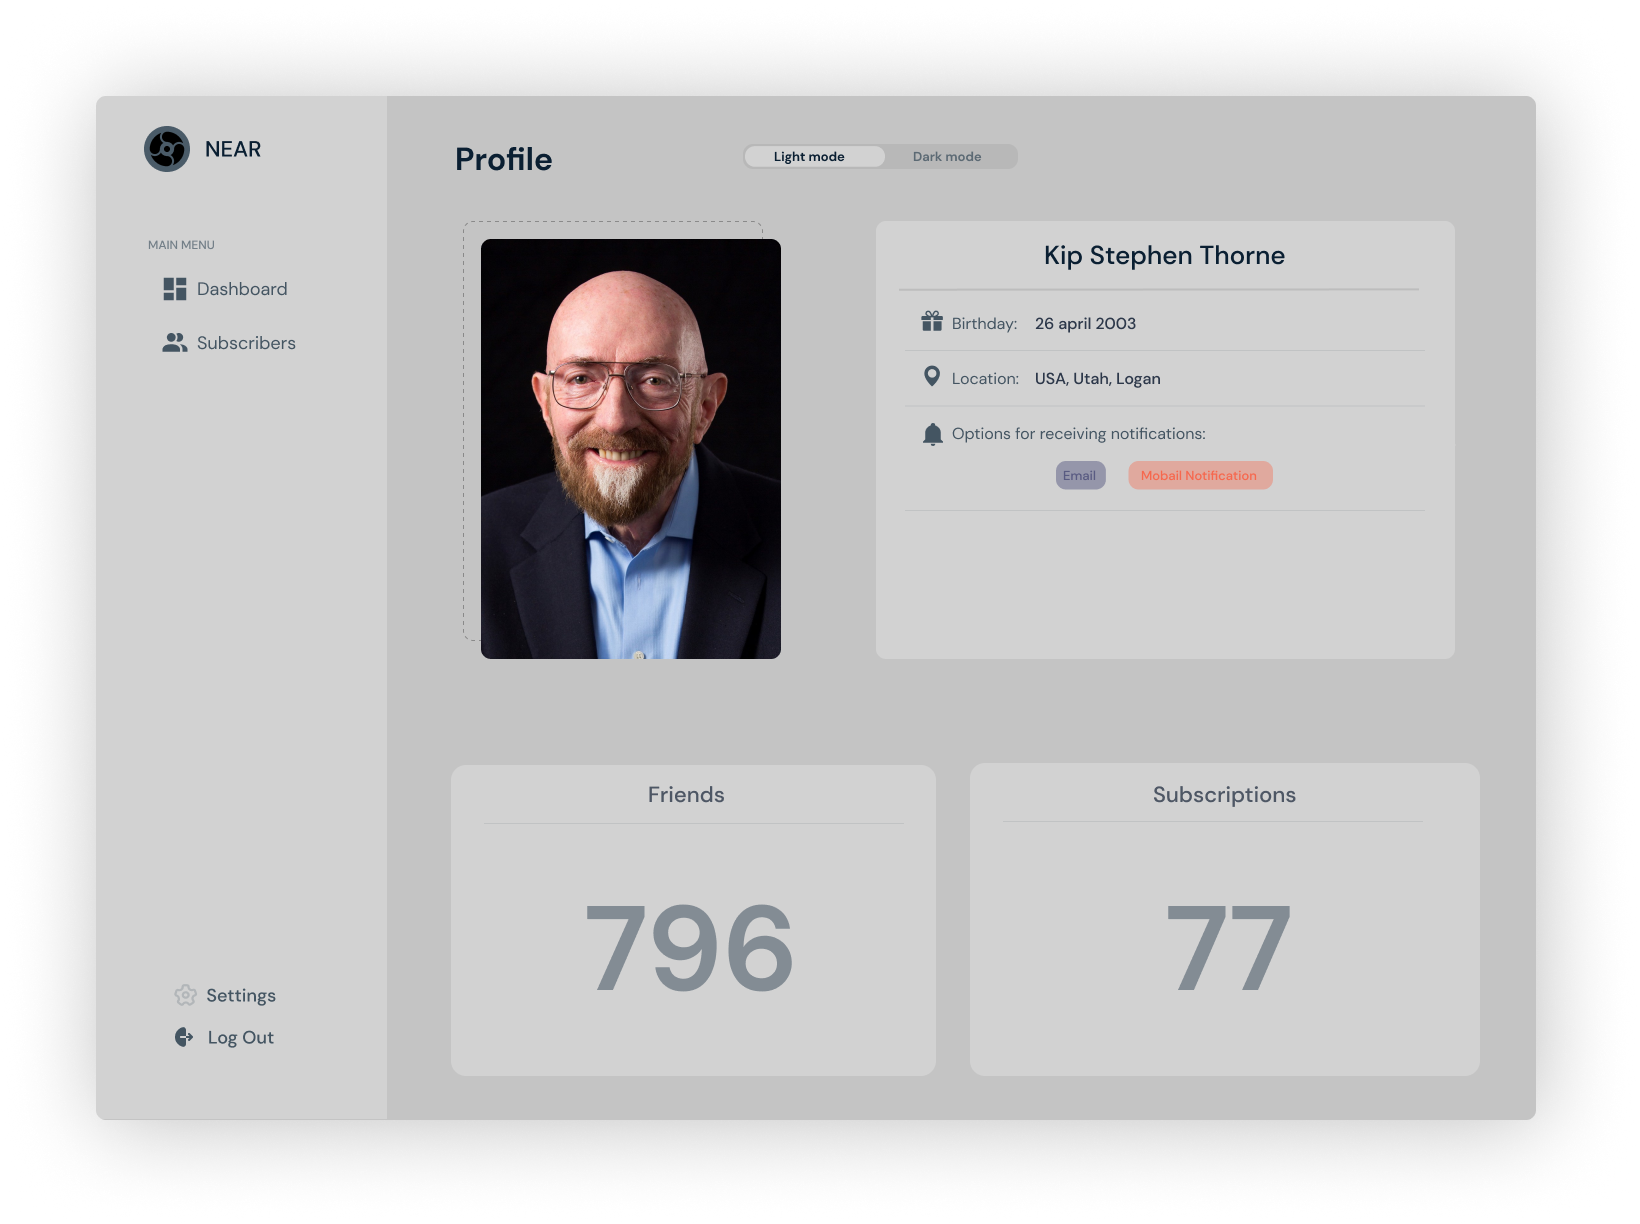 NEAR
MAIN MENU
Dashboard
Subscribers
Settings
Log Out
Profile
Light mode
Dark mode
Kip Stephen Thorne
Birthday: 26 april 2003
Location: USA, Utah, Logan
Options for receiving notifications:
Email
Mobail Notification
Friends
796
Subscriptions
77